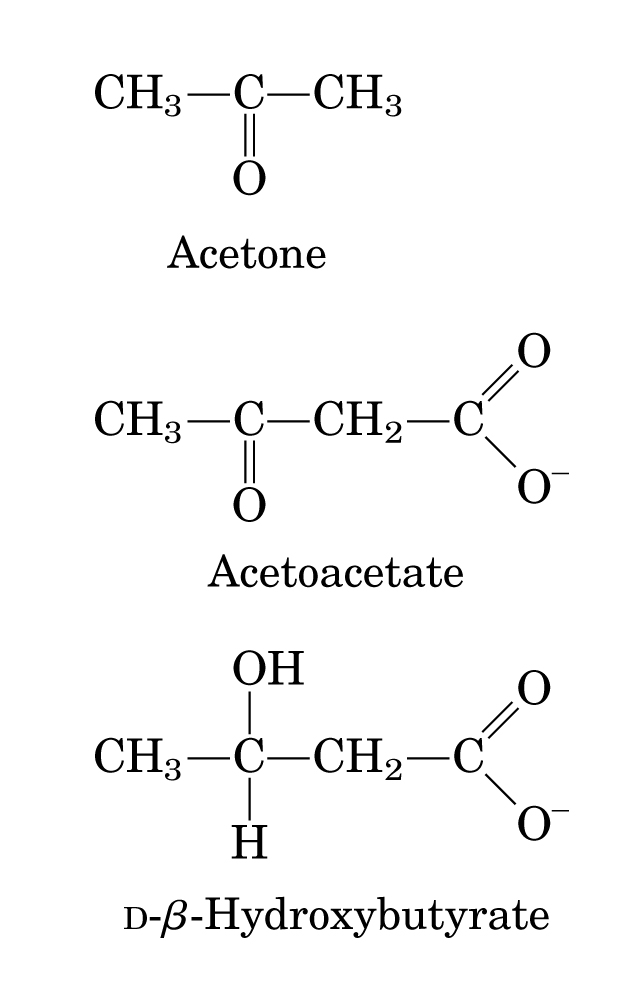 CH₃—C—CH₃
O
Acetone
O
CH₃—C—CH₂—C
O O⁻
Acetoacetate
OH O
CH₃—C—CH₂—C
H O⁻
D-β-Hydroxybutyrate